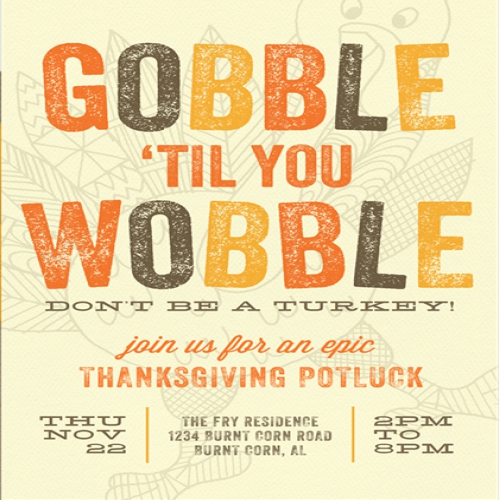 GOBBLE
'TIL YOU
WOBBLE
DON'T BE A TURKEY!
join us for an epic
THANKSGIVING POTLUCK
THU
NOV
22
THE FRY RESIDENCE
1234 BURNT CORN ROAD
BURNT CORN, AL
2PM
TO
8PM